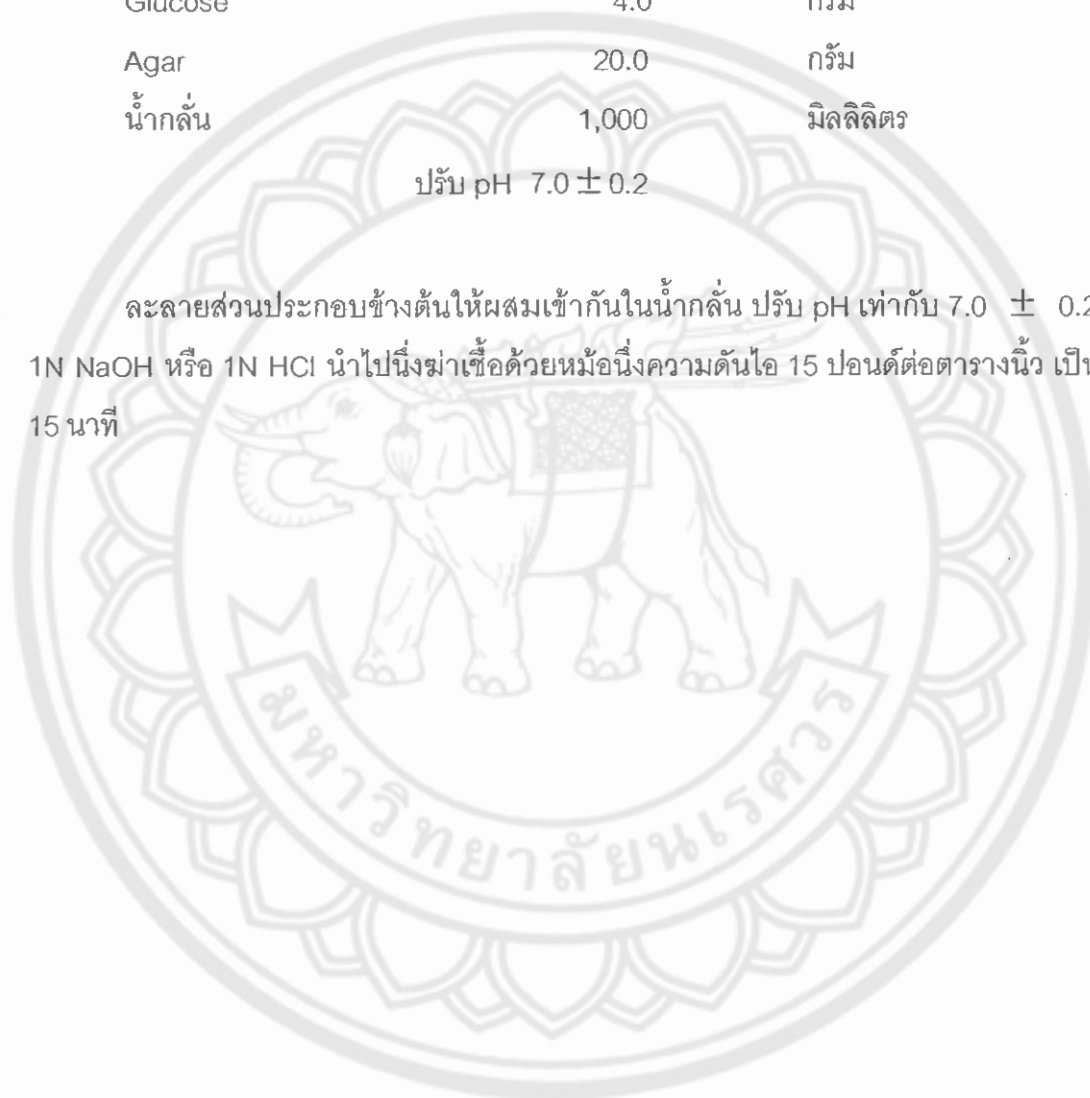 Glucose 4.0 กรัม
Agar 20.0 กรัม
น้ำกลั่น 1,000 มิลลิลิตร
ปรับ pH 7.0 ± 0.2
ละลายส่วนประกอบข้างต้นให้ผสมเข้ากันในน้ำกลั่น ปรับ pH เท่ากับ 7.0 ± 0.2
1N NaOH หรือ 1N HCl นำไปนึ่งฆ่าเชื้อด้วยหม้อนึ่งความดันไอ 15 ปอนด์ต่อตารางนิ้ว เป็น
15 นาที
มหาวิทยาลัยนเรศวร